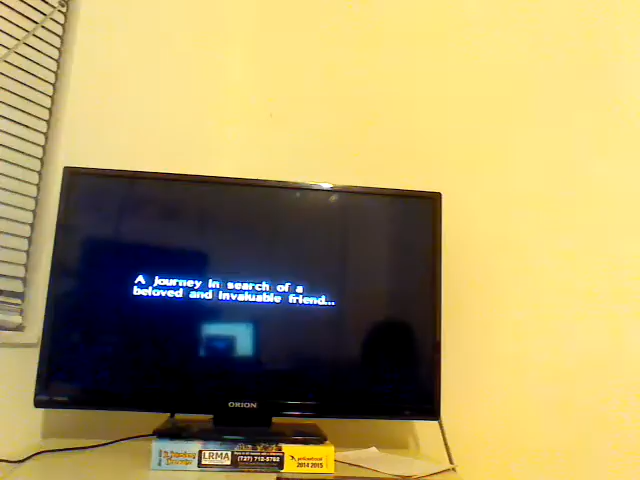 A journey in search of a
beloved and invaluable friend...
ORION
LRMA
(727) 712-5762
2014 2015